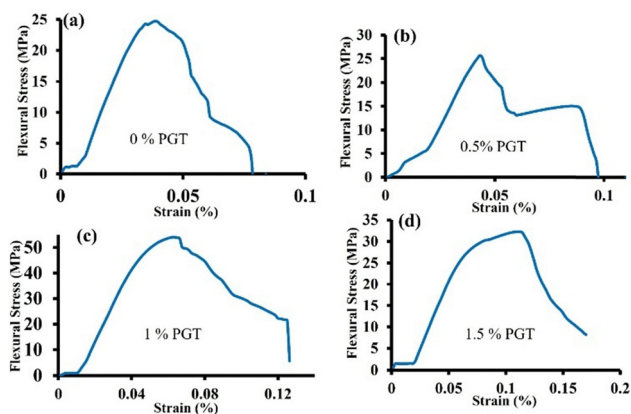 (a)
Flexural Stress (MPa)
25
20
15
10
5
0
0 % PGT
0
0.05
0.1
Strain (%)
(b)
Flexural Stress (MPa)
30
25
20
15
10
5
0
0.5% PGT
0
0.05
0.1
Strain (%)
(c)
Flexural Stress (MPa)
50
40
30
20
10
0
1 % PGT
0
0.04
0.08
0.12
Strain (%)
(d)
Flexural Stress (MPa)
35
30
25
20
15
10
5
0
1.5 % PGT
0
0.05
0.1
0.15
0.2
Strain (%)